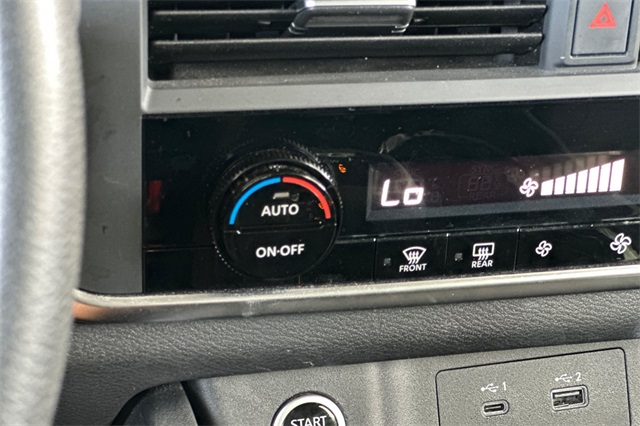 Lo
AUTO
ON·OFF
FRONT
REAR
1
2
START